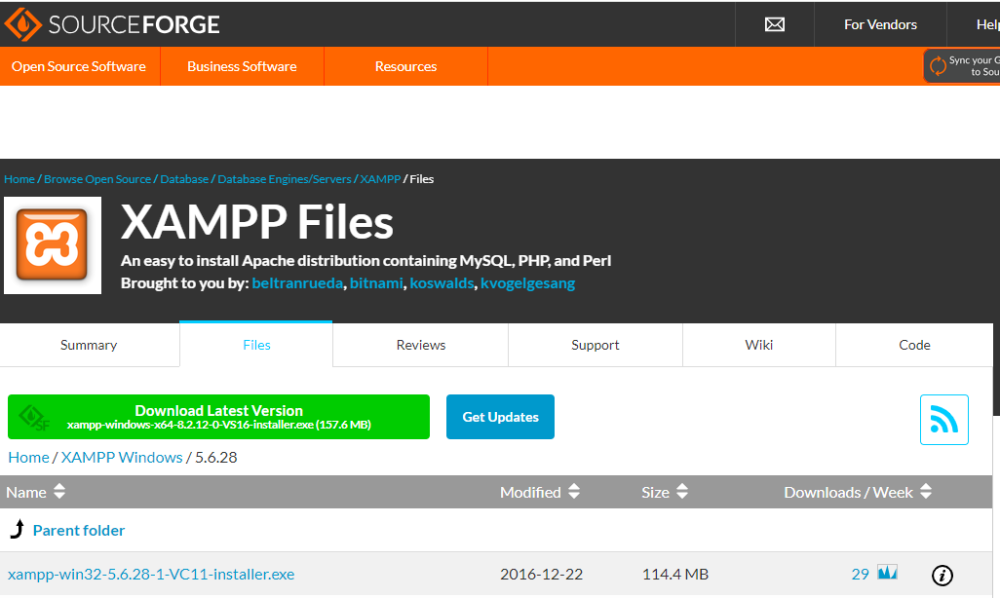 SOURCEFORGE
For Vendors
Help
Open Source Software
Business Software
Resources
Sync your G
to Sou
Home / Browse Open Source / Database / Database Engines/Servers / XAMPP / Files
XAMPP Files
An easy to install Apache distribution containing MySQL, PHP, and Perl
Brought to you by: beltranrueda, bitnami, koswalds, kvogelgesang
Summary
Files
Reviews
Support
Wiki
Code
Download Latest Version
xampp-windows-x64-8.2.12-0-VS16-installer.exe (157.6 MB)
SF
Get Updates
Home / XAMPP Windows / 5.6.28
Name Modified Size Downloads / Week
Parent folder
xampp-win32-5.6.28-1-VC11-installer.exe 2016-12-22 114.4 MB 29 i